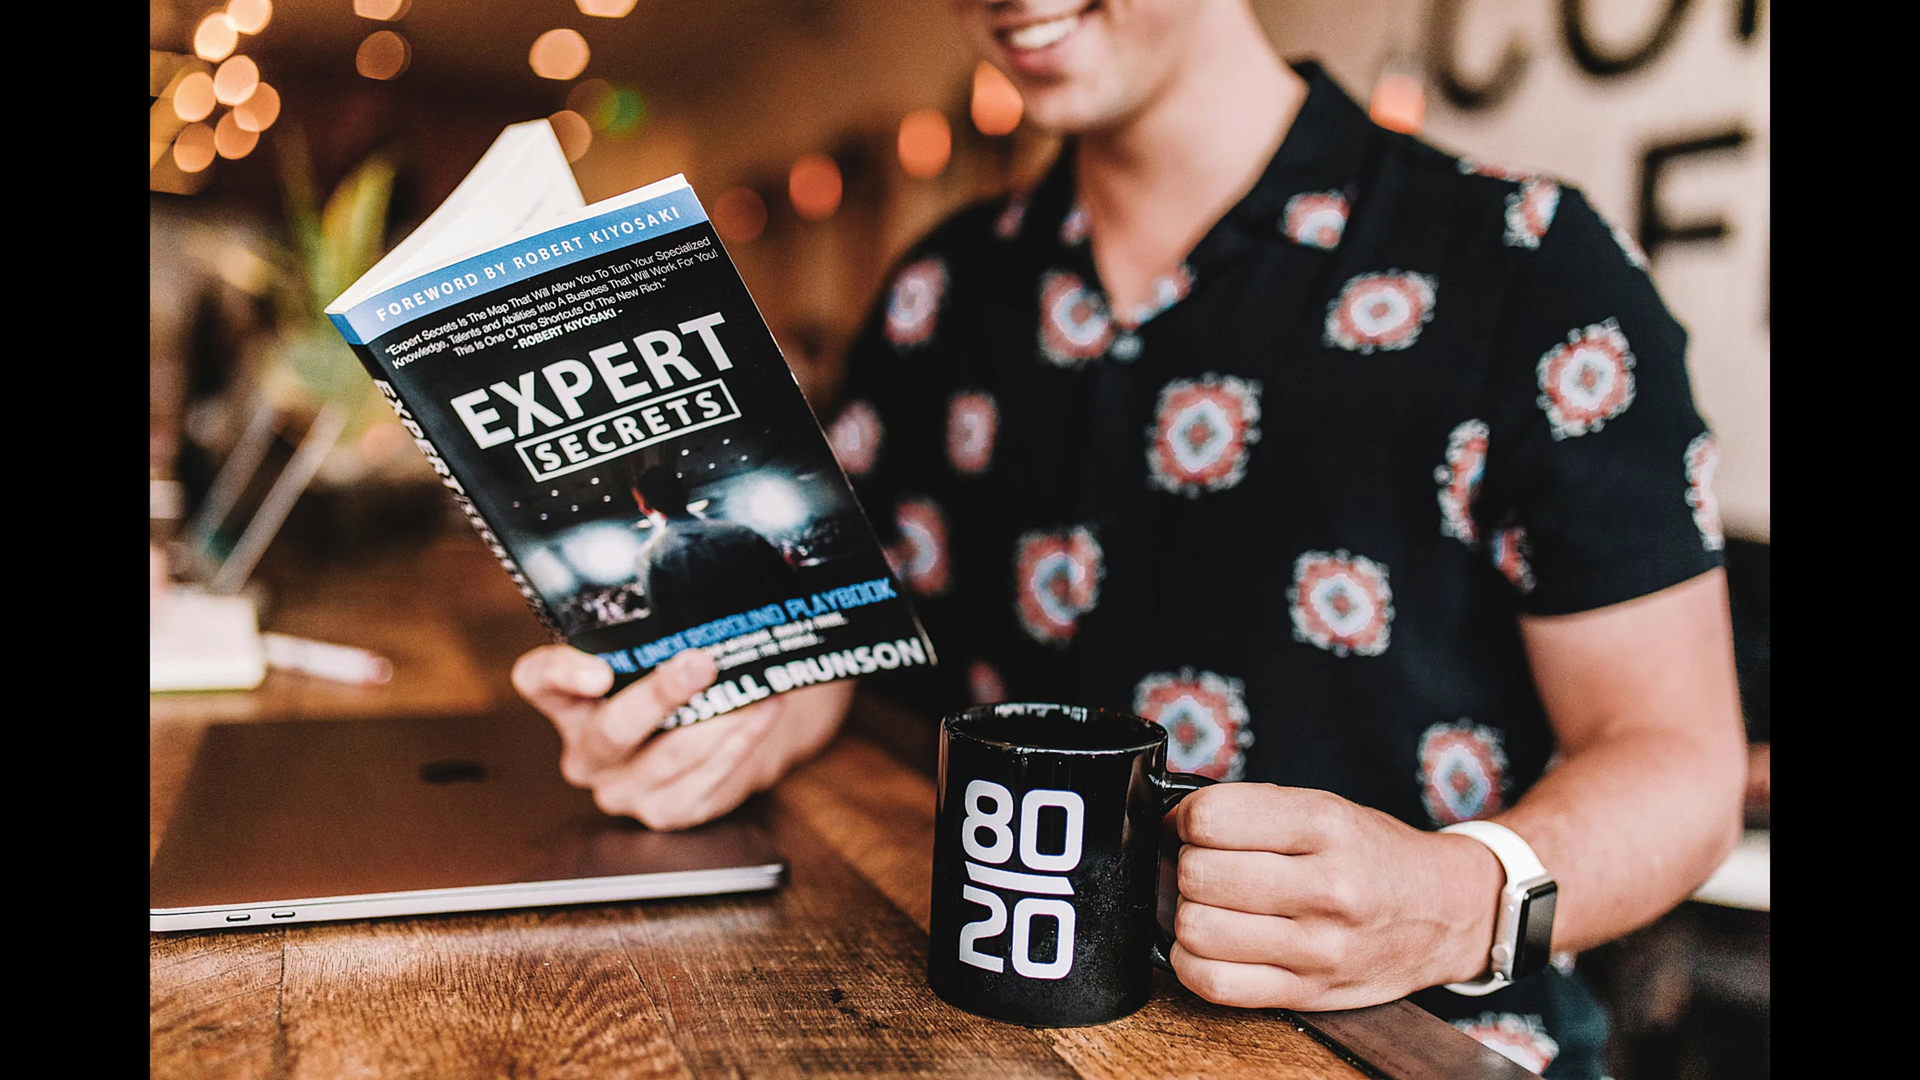 FOREWORD BY ROBERT KIYOSAKI
"Expert Secrets Is The Map That Will Allow You To Turn Your Specialized
Knowledge, Talents and Abilities Into A Business That Will Work For You!
This Is One Of The Shortcuts Of The New Rich."
- ROBERT KIYOSAKI -
EXPERT
SECRETS
THE UNDERGROUND PLAYBOOK
BRUNSON
EXPERT
80
20